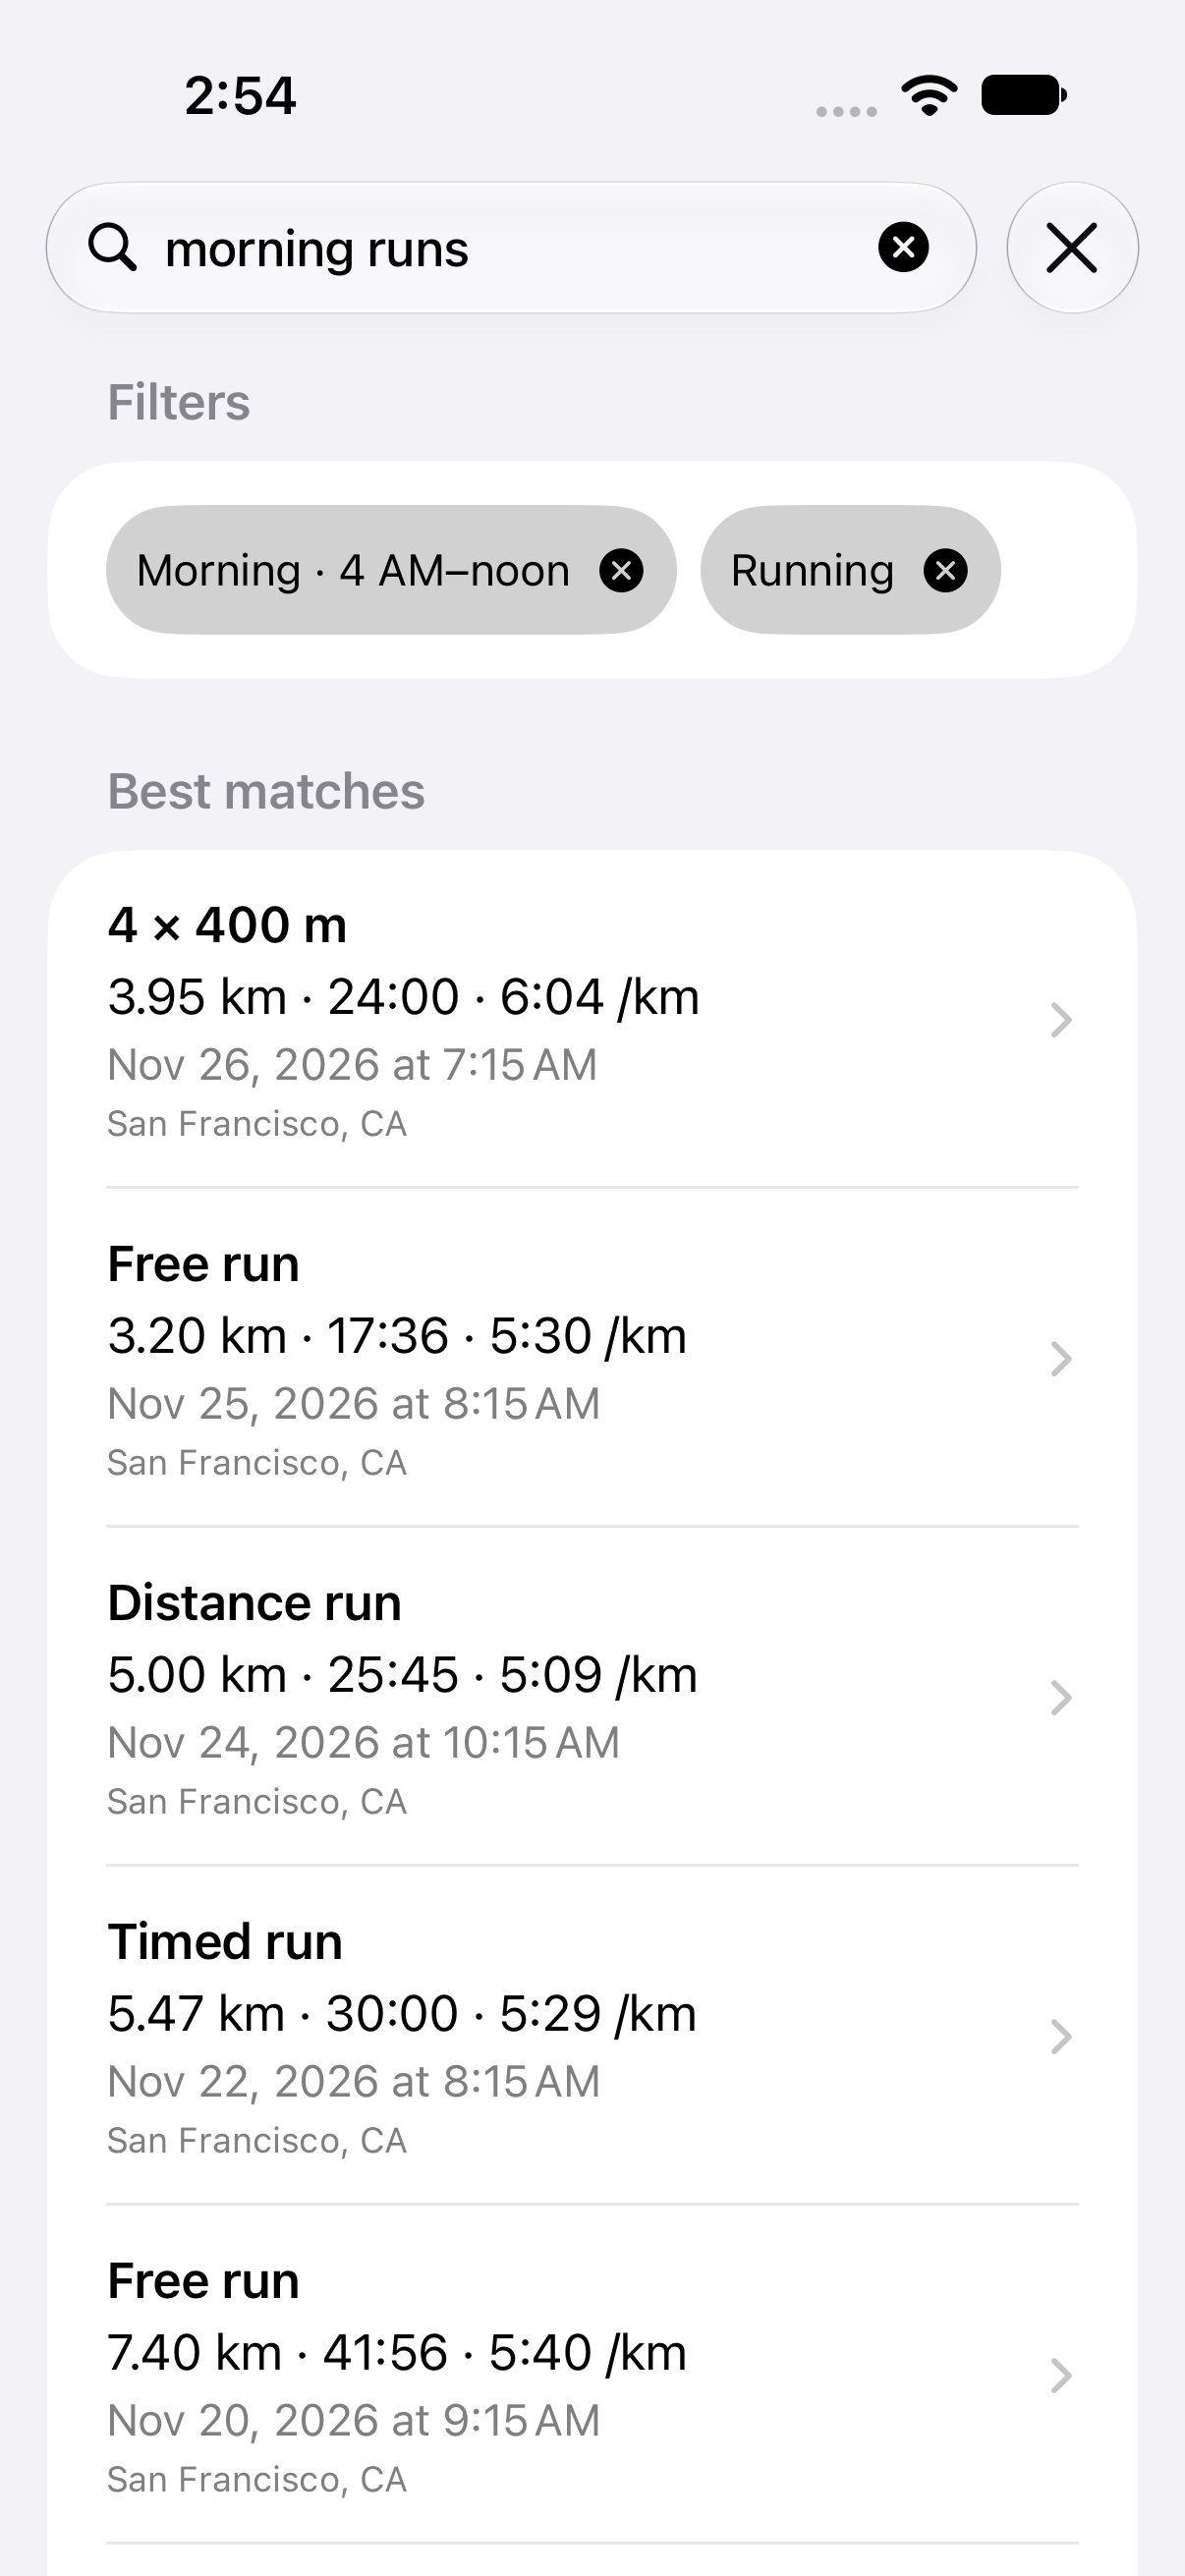 2:54
morning runs
Filters
Morning · 4 AM–noon
Running
Best matches
4 × 400 m
3.95 km · 24:00 · 6:04 /km
Nov 26, 2026 at 7:15 AM
San Francisco, CA
Free run
3.20 km · 17:36 · 5:30 /km
Nov 25, 2026 at 8:15 AM
San Francisco, CA
Distance run
5.00 km · 25:45 · 5:09 /km
Nov 24, 2026 at 10:15 AM
San Francisco, CA
Timed run
5.47 km · 30:00 · 5:29 /km
Nov 22, 2026 at 8:15 AM
San Francisco, CA
Free run
7.40 km · 41:56 · 5:40 /km
Nov 20, 2026 at 9:15 AM
San Francisco, CA